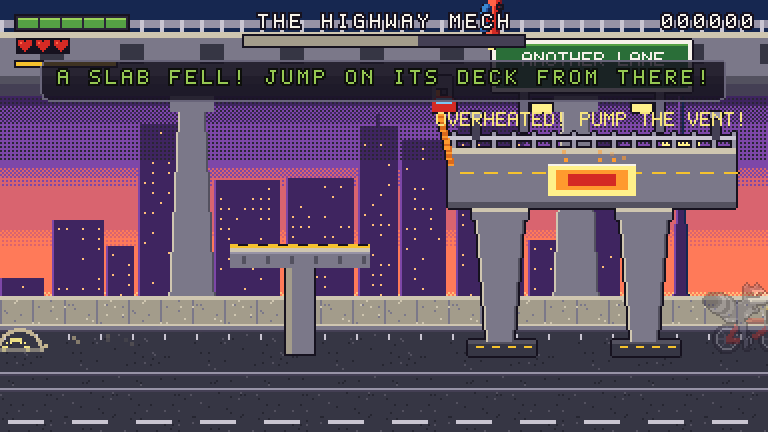 THE HIGHWAY MECH
000000
ANOTHER LANE
A SLAB FELL! JUMP ON ITS DECK FROM THERE!
OVERHEATED! PUMP THE VENT!